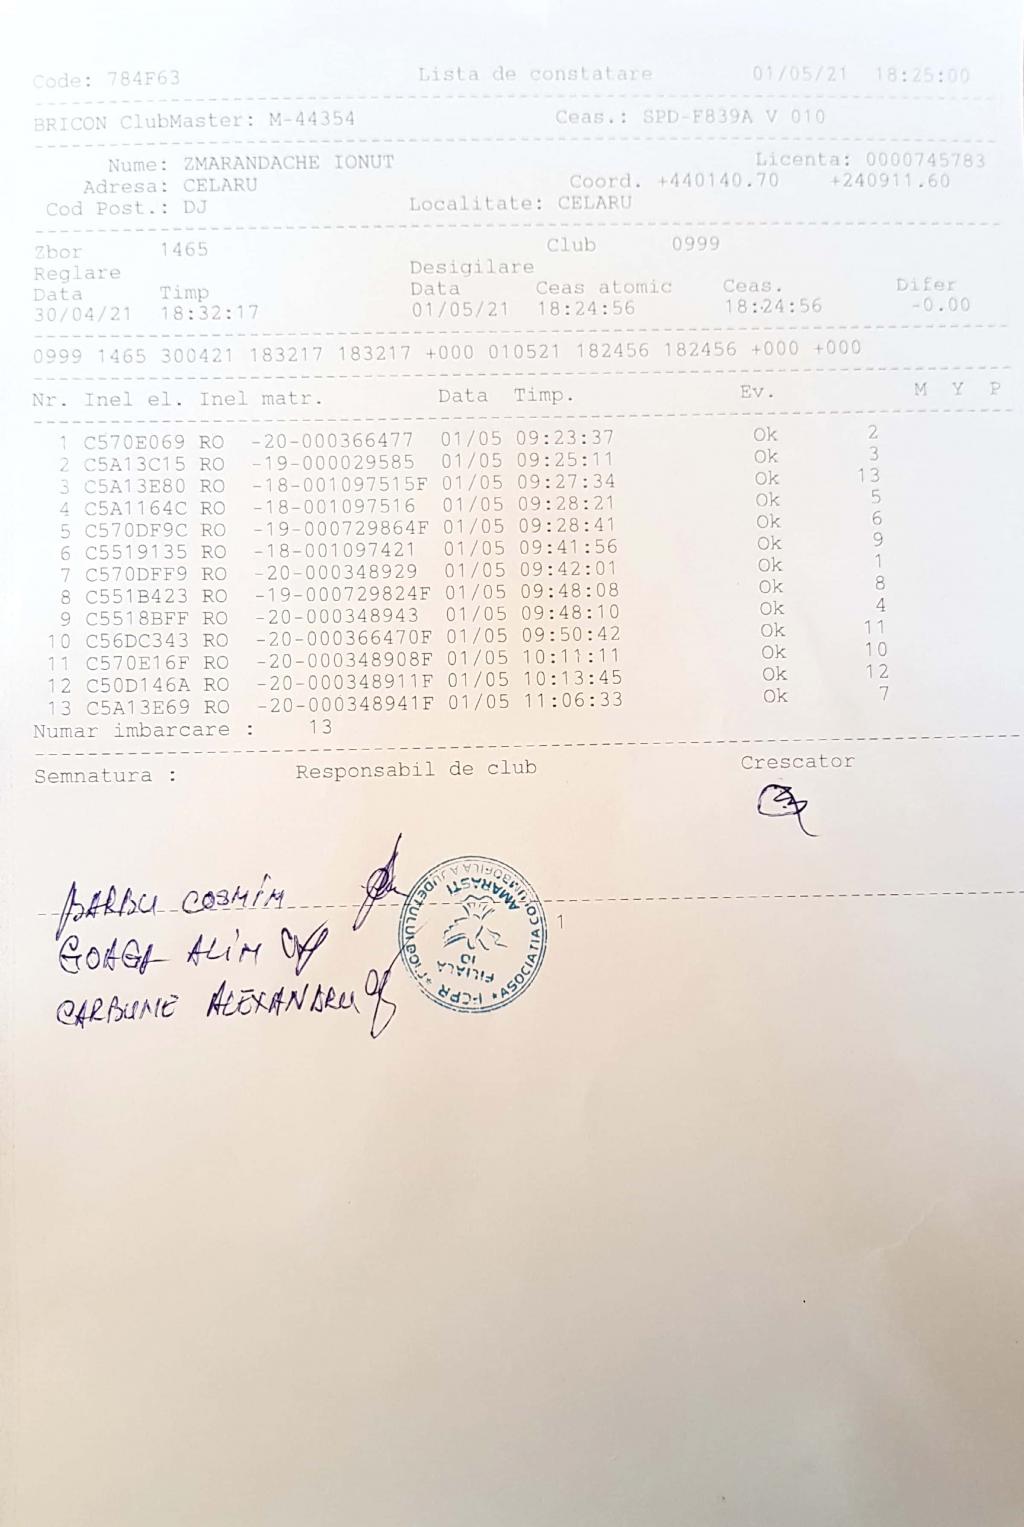 Code: 784F63 Lista de constatare 01/05/21 18:25:00
BRICON ClubMaster: M-44354 Ceas.: SPD-F839A V 010
Nume: ZMARANDACHE IONUT Licenta: 0000745783
Adresa: CELARU Coord. +440140.70 +240911.60
Cod Post.: DJ Localitate: CELARU
Zbor 1465 Club 0999
Reglare Desigilare
Data Timp Data Ceas atomic Ceas. Difer
30/04/21 18:32:17 01/05/21 18:24:56 18:24:56 -0.00
0999 1465 300421 183217 183217 +000 010521 182456 182456 +000 +000
Nr. Inel el. Inel matr. Data Timp. Ev. M Y P
1 C570E069 RO -20-000366477 01/05 09:23:37 Ok 2
2 C5A13C15 RO -19-000029585 01/05 09:25:11 Ok 3
3 C5A13E80 RO -18-001097515F 01/05 09:27:34 Ok 13
4 C5A1164C RO -18-001097516 01/05 09:28:21 Ok 5
5 C570DF9C RO -19-000729864F 01/05 09:28:41 Ok 6
6 C5519135 RO -18-001097421 01/05 09:41:56 Ok 9
7 C570DFF9 RO -20-000348929 01/05 09:42:01 Ok 1
8 C551B423 RO -19-000729824F 01/05 09:48:08 Ok 8
9 C5518BFF RO -20-000348943 01/05 09:48:10 Ok 4
10 C56DC343 RO -20-000366470F 01/05 09:50:42 Ok 11
11 C570E16F RO -20-000348908F 01/05 10:11:11 Ok 10
12 C50D146A RO -20-000348911F 01/05 10:13:45 Ok 12
13 C5A13E69 RO -20-000348941F 01/05 11:06:33 Ok 7
Numar imbarcare : 13
Semnatura : Responsabil de club Crescator
BARBU COSMIN
GOAGA ALIN
CARBUNE ALEXANDRU
1
ASOCIATIA COLUMBOFILA A JUDETULUI DOLJ
AMARASTI
FILIALA
10